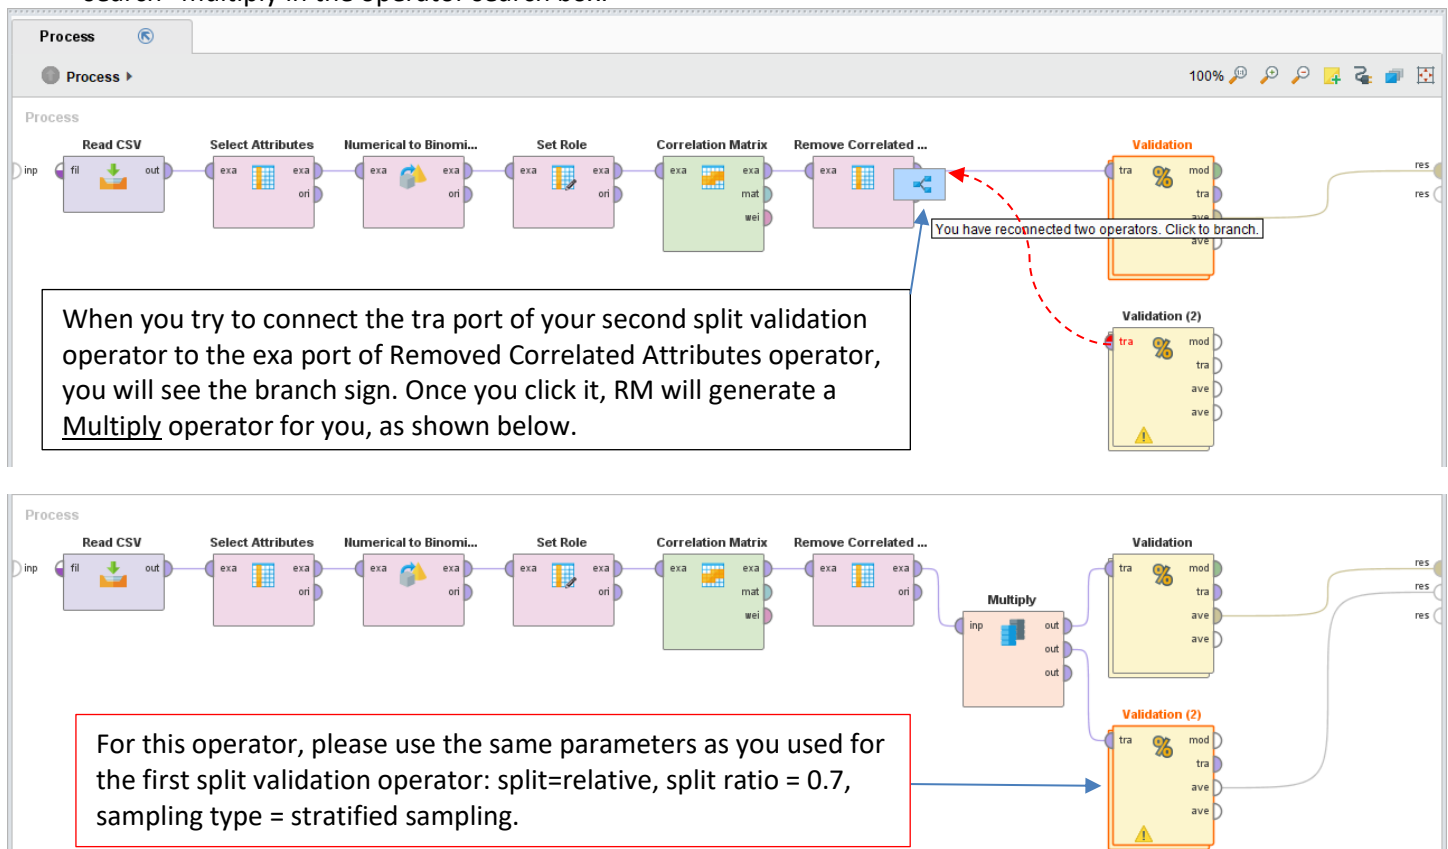 search "multiply in the operator search box.
Process
Process
100%
Process
Read CSV
Select Attributes
Numerical to Binomi...
Set Role
Correlation Matrix
Remove Correlated ...
Validation
inp
fil
out
exa
exa
ori
exa
exa
ori
exa
exa
ori
exa
exa
mat
wei
exa
tra
mod
tra
ave
ave
res
res
You have reconnected two operators. Click to branch.
Validation (2)
tra
mod
tra
ave
ave
When you try to connect the tra port of your second split validation
operator to the exa port of Removed Correlated Attributes operator,
you will see the branch sign. Once you click it, RM will generate a
Multiply operator for you, as shown below.
Process
Read CSV
Select Attributes
Numerical to Binomi...
Set Role
Correlation Matrix
Remove Correlated ...
Validation
inp
fil
out
exa
exa
ori
exa
exa
ori
exa
exa
ori
exa
exa
mat
wei
exa
exa
ori
Multiply
inp
out
out
out
tra
mod
tra
ave
ave
res
res
res
Validation (2)
tra
mod
tra
ave
ave
For this operator, please use the same parameters as you used for
the first split validation operator: split=relative, split ratio = 0.7,
sampling type = stratified sampling.